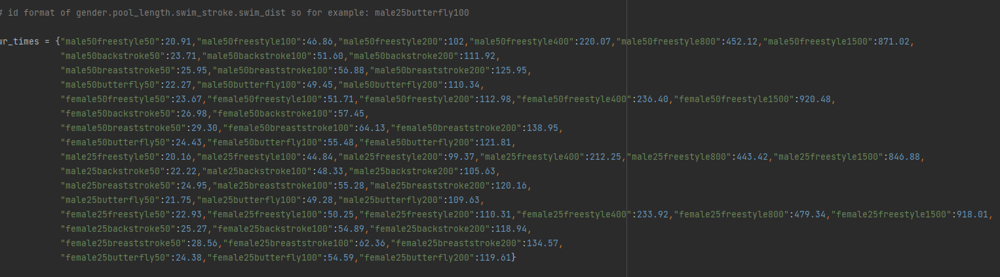 # id format of gender.pool_length.swim_stroke.swim_dist so for example: male25butterfly100
wr_times = {"male50freestyle50":20.91,"male50freestyle100":46.86,"male50freestyle200":102,"male50freestyle400":220.07,"male50freestyle800":452.12,"male50freestyle1500":871.02,
"male50backstroke50":23.71,"male50backstroke100":51.60,"male50backstroke200":111.92,
"male50breaststroke50":25.95,"male50breaststroke100":56.88,"male50breaststroke200":125.95,
"male50butterfly50":22.27,"male50butterfly100":49.45,"male50butterfly200":110.34,
"female50freestyle50":23.67,"female50freestyle100":51.71,"female50freestyle200":112.98,"female50freestyle400":236.40,"female50freestyle1500":920.48,
"female50backstroke50":26.98,"female50backstroke100":57.45,
"female50breaststroke50":29.30,"female50breaststroke100":64.13,"female50breaststroke200":138.95,
"female50butterfly50":24.43,"female50butterfly100":55.48,"female50butterfly200":121.81,
"male25freestyle50":20.16,"male25freestyle100":44.84,"male25freestyle200":99.37,"male25freestyle400":212.25,"male25freestyle800":443.42,"male25freestyle1500":846.88,
"male25backstroke50":22.22,"male25backstroke100":48.33,"male25backstroke200":105.63,
"male25breaststroke50":24.95,"male25breaststroke100":55.28,"male25breaststroke200":120.16,
"male25butterfly50":21.75,"male25butterfly100":49.28,"male25butterfly200":109.63,
"female25freestyle50":22.93,"female25freestyle100":50.25,"female25freestyle200":110.31,"female25freestyle400":233.92,"female25freestyle800":479.34,"female25freestyle1500":918.01,
"female25backstroke50":25.27,"female25backstroke100":54.89,"female25backstroke200":118.94,
"female25breaststroke50":28.56,"female25breaststroke100":62.36,"female25breaststroke200":134.57,
"female25butterfly50":24.38,"female25butterfly100":54.59,"female25butterfly200":119.61}